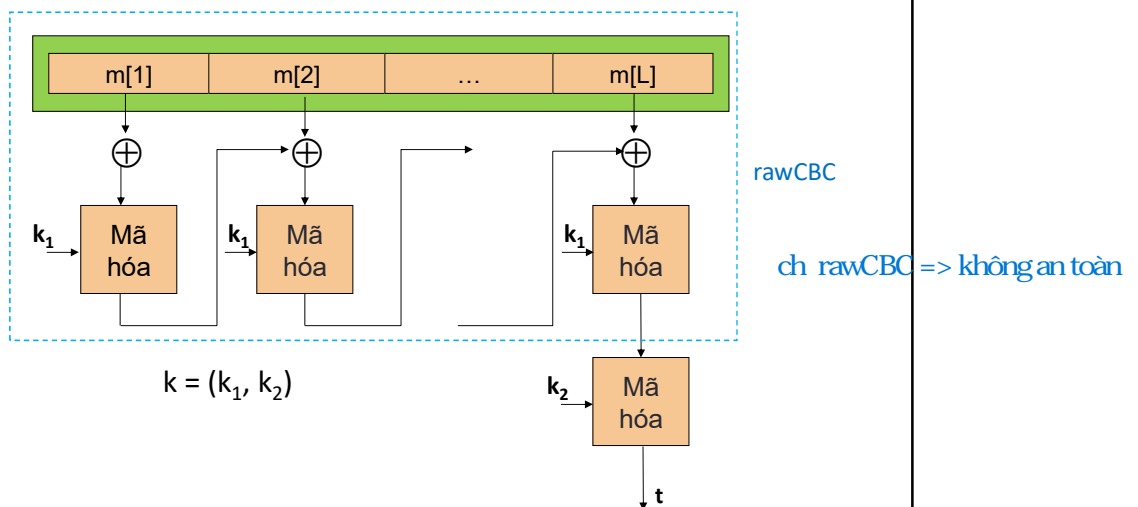 m[1] m[2] … m[L]
rawCBC
k₁ Mã hóa k₁ Mã hóa k₁ Mã hóa
ch rawCBC => không an toàn
k = (k₁, k₂)
k₂ Mã hóa
t